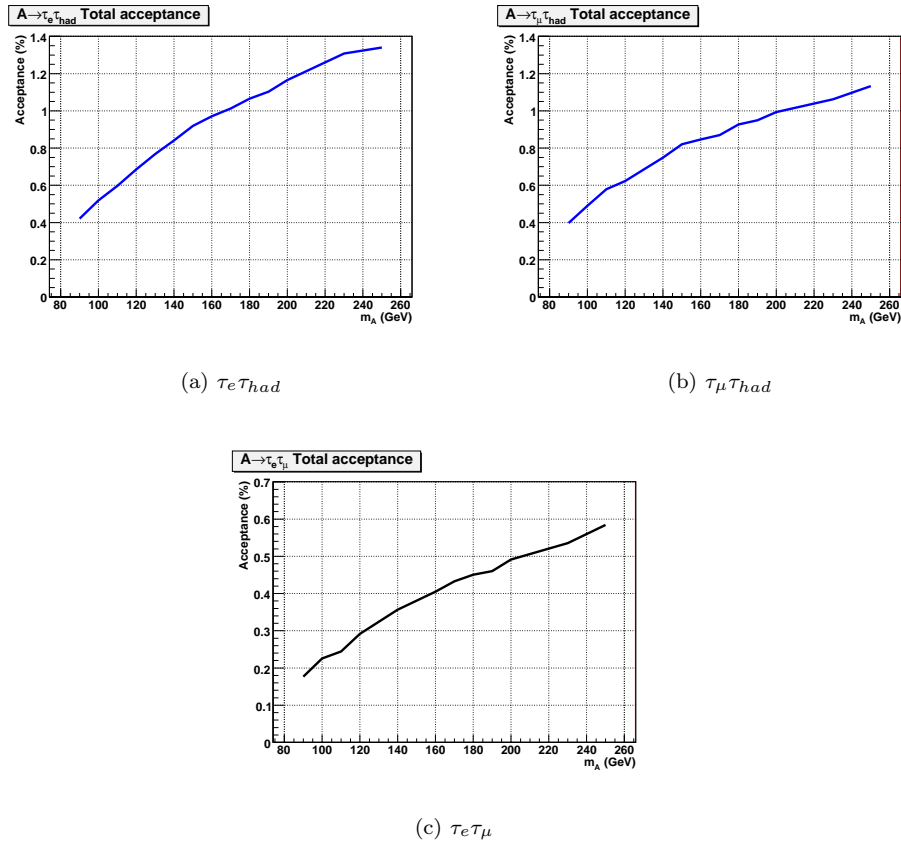 A→τeτhad Total acceptance
Acceptance (%)
1.4
1.2
1
0.8
0.6
0.4
0.2
0
80 100 120 140 160 180 200 220 240 260
mA (GeV)
(a) τeτhad
A→τμτhad Total acceptance
Acceptance (%)
1.4
1.2
1
0.8
0.6
0.4
0.2
0
80 100 120 140 160 180 200 220 240 260
mA (GeV)
(b) τμτhad
A→τeτμ Total acceptance
Acceptance (%)
0.7
0.6
0.5
0.4
0.3
0.2
0.1
0
80 100 120 140 160 180 200 220 240 260
mA (GeV)
(c) τeτμ